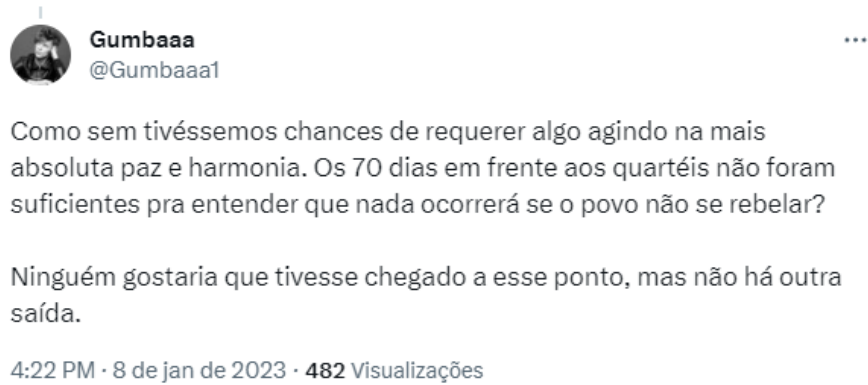 Gumbaaa
@Gumbaaa1
Como sem tivéssemos chances de requerer algo agindo na mais
absoluta paz e harmonia. Os 70 dias em frente aos quartéis não foram
suficientes pra entender que nada ocorrerá se o povo não se rebelar?
Ninguém gostaria que tivesse chegado a esse ponto, mas não há outra
saída.
4:22 PM · 8 de jan de 2023 · 482 Visualizações